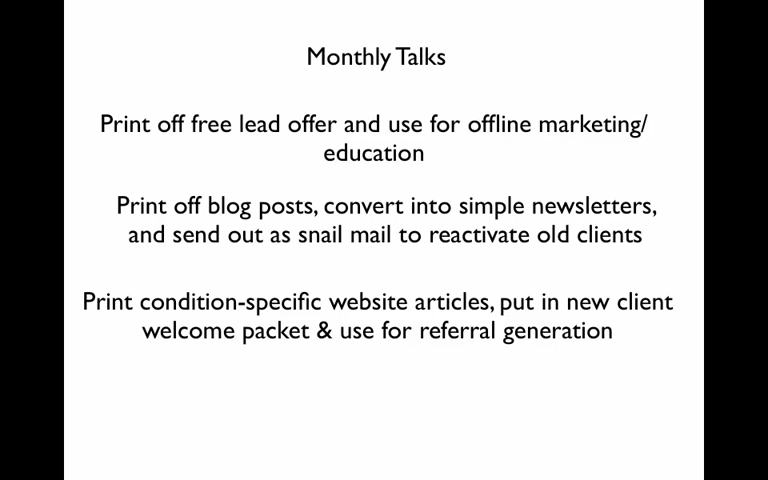 Monthly Talks
Print off free lead offer and use for offline marketing/
education
Print off blog posts, convert into simple newsletters,
and send out as snail mail to reactivate old clients
Print condition-specific website articles, put in new client
welcome packet & use for referral generation